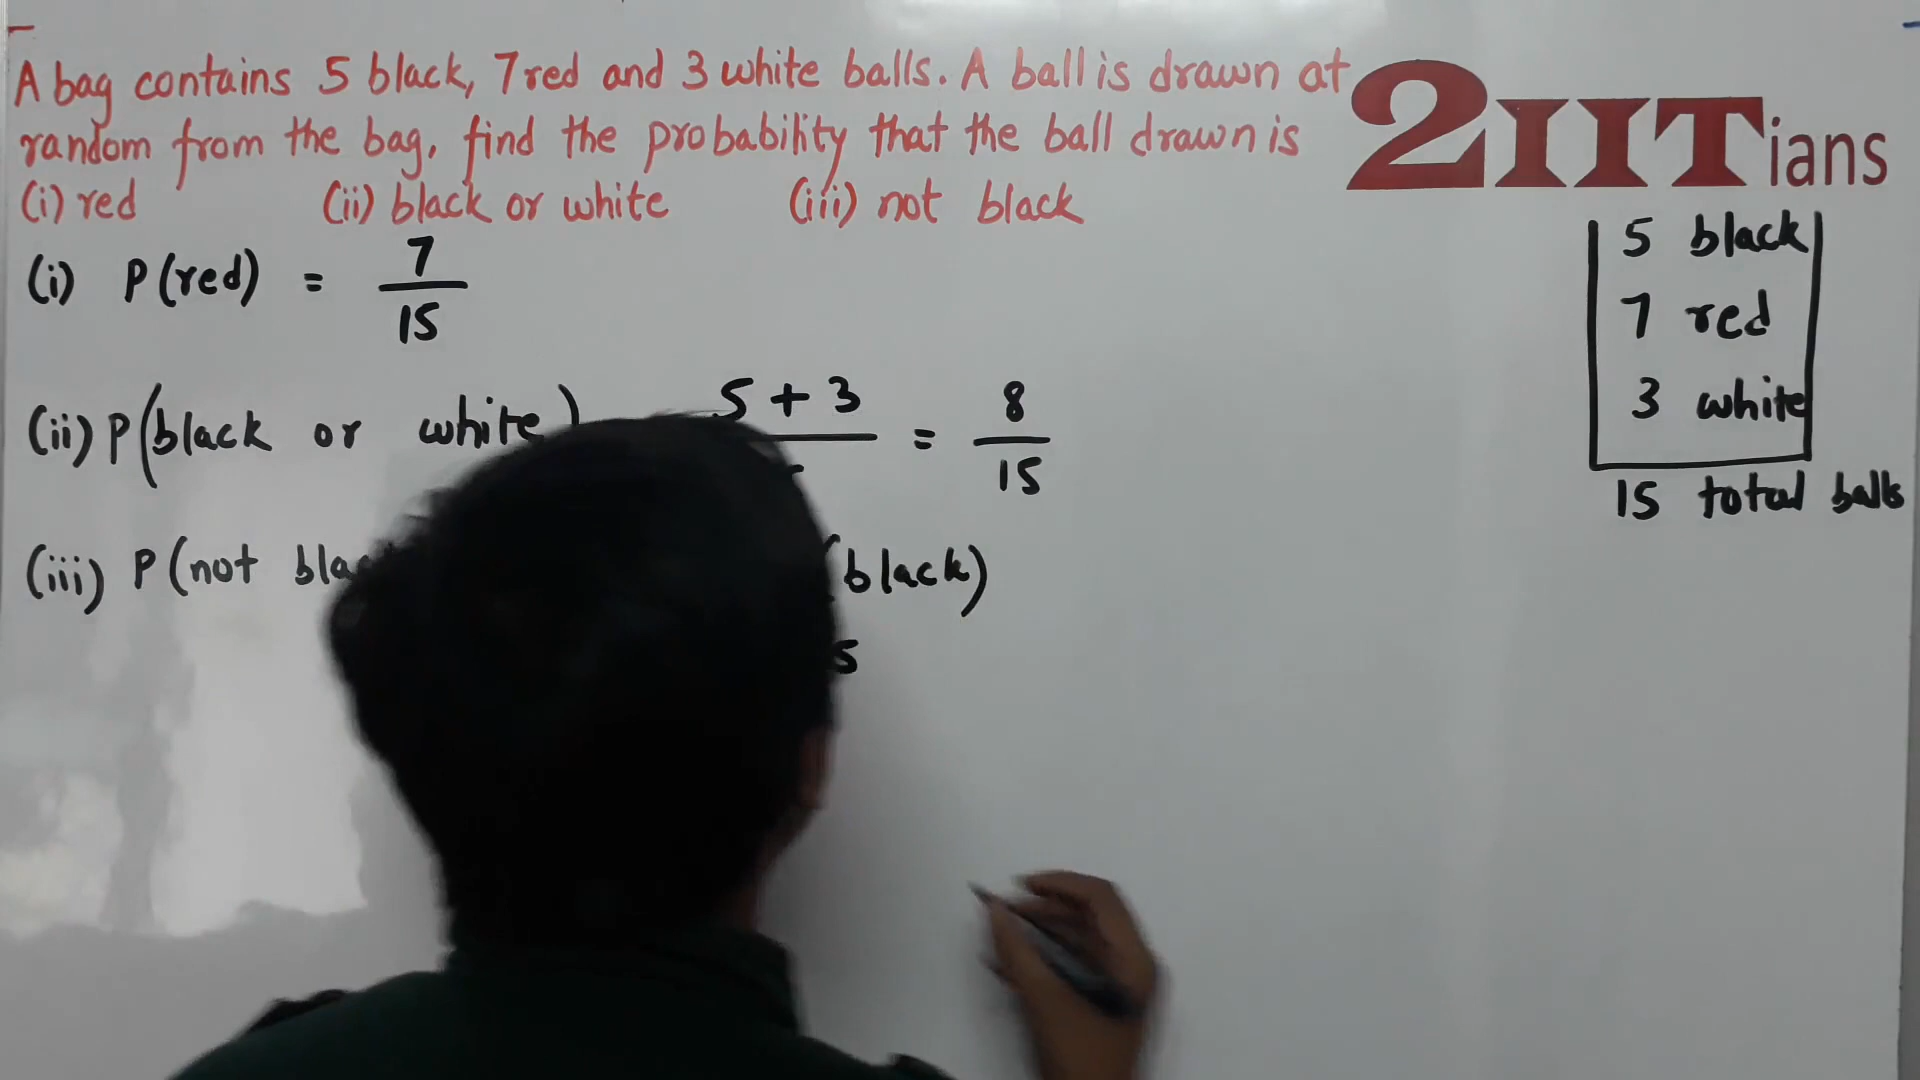 A bag contains 5 black, 7 red and 3 white balls. A ball is drawn at
random from the bag, find the probability that the ball drawn is
(i) red (ii) black or white (iii) not black
2IITians
(i) P(red) = 7/15
(ii) P(black or white) 5 + 3 = 8/15
(iii) P(not black)
5
5 black
7 red
3 white
15 total balls